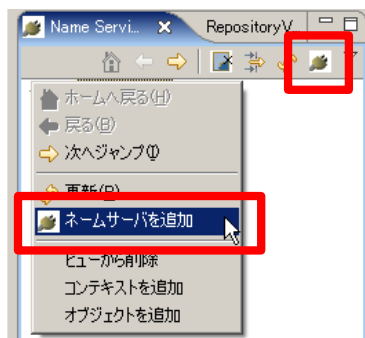 Name Servi...
RepositoryV
ホームへ戻る(H)
戻る(B)
次へジャンプ(I)
更新(R)
ネームサーバを追加
ビューから削除
コンテキストを追加
オブジェクトを追加